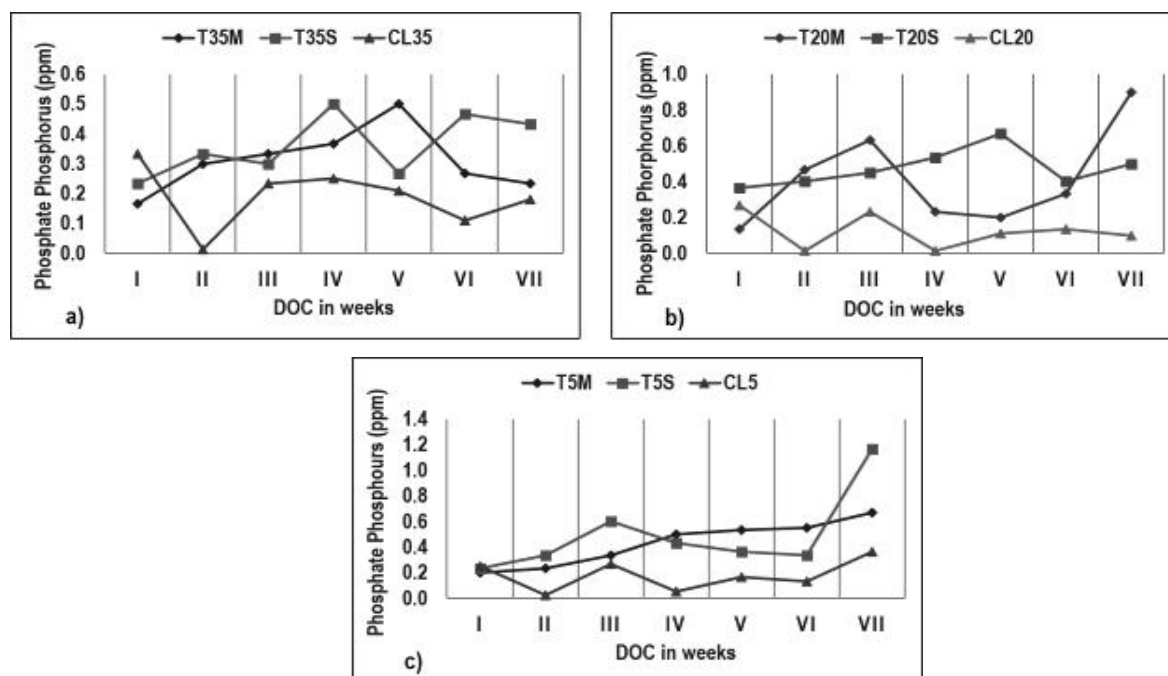 T35M T35S CL35
Phosphate Phosphorus (ppm)
0.6
0.5
0.4
0.3
0.2
0.1
0.0
I II III IV V VI VII
DOC in weeks
a)
T20M T20S CL20
Phosphate Phorphorus (ppm)
1.0
0.8
0.6
0.4
0.2
0.0
I II III IV V VI VII
DOC in weeks
b)
T5M T5S CL5
Phosphate Phosphours (ppm)
1.4
1.2
1.0
0.8
0.6
0.4
0.2
0.0
I II III IV V VI VII
DOC in weeks
c)